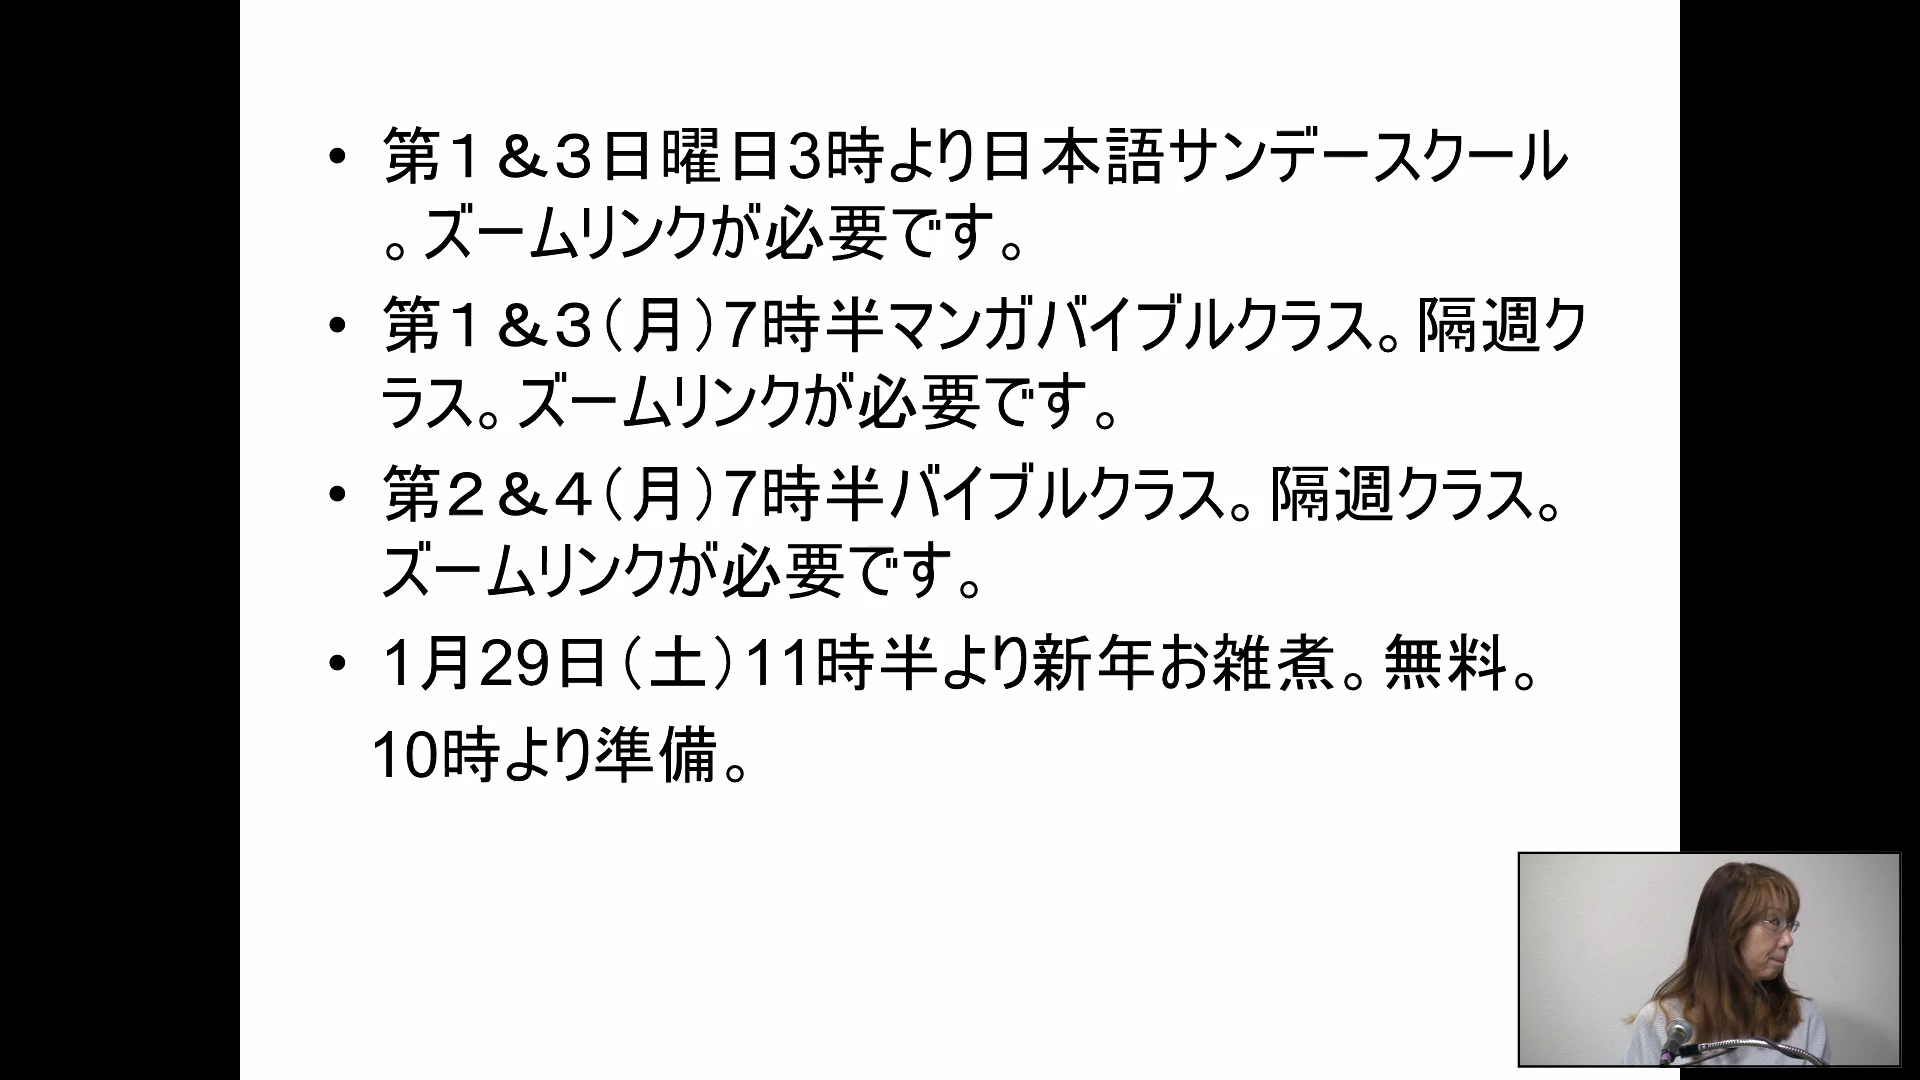 ・第１＆３日曜日3時より日本語サンデースクール
。ズームリンクが必要です。
・第１＆３（月）7時半マンガバイブルクラス。隔週ク
ラス。ズームリンクが必要です。
・第２＆４（月）7時半バイブルクラス。隔週クラス。
ズームリンクが必要です。
・1月29日（土）11時半より新年お雑煮。無料。
10時より準備。